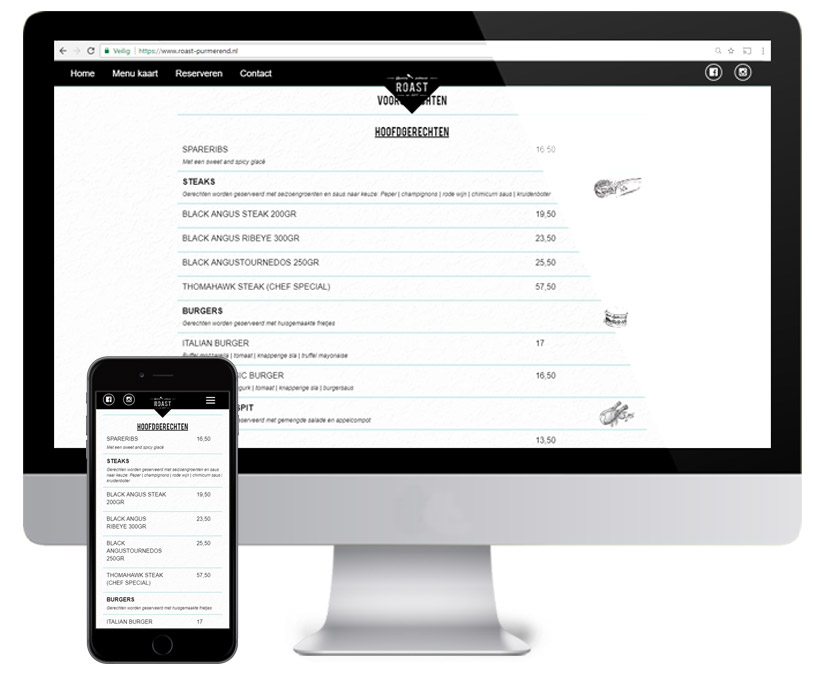 Veilig | https://www.roast-purmerend.nl
Home Menu kaart Reserveren Contact
ROAST
HOOFDGERECHTEN
SPARERIBS 16,50
Met een sweet and spicy glacé
STEAKS
Gerechten worden geserveerd met seizoengroenten en saus naar keuze: Peper | champignons | rode wijn | chimicurri saus | kruidenboter
BLACK ANGUS STEAK 200GR 19,50
BLACK ANGUS RIBEYE 300GR 23,50
BLACK ANGUSTOURNEDOS 250GR 25,50
THOMAHAWK STEAK (CHEF SPECIAL) 57,50
BURGERS
Gerechten worden geserveerd met huisgemaakte frietjes
ITALIAN BURGER 17
Buffel mozzarella | tomaat | knapperige sla | truffel mayonaise
IC BURGER 16,50
gurk | tomaat | knapperige sla | burgersaus
SPIT
serveerd met gemengde salade en appelcompot
13,50
ROAST
HOOFDGERECHTEN
SPARERIBS 16,50
Met een sweet and spicy glacé
STEAKS
Gerechten worden geserveerd met seizoengroenten en saus
naar keuze: Peper | champignons | rode wijn | chimicurri saus |
kruidenboter
BLACK ANGUS STEAK 19,50
200GR
BLACK ANGUS 23,50
RIBEYE 300GR
BLACK 25,50
ANGUSTOURNEDOS
250GR
THOMAHAWK STEAK 57,50
(CHEF SPECIAL)
BURGERS
Gerechten worden geserveerd met huisgemaakte frietjes
ITALIAN BURGER 17